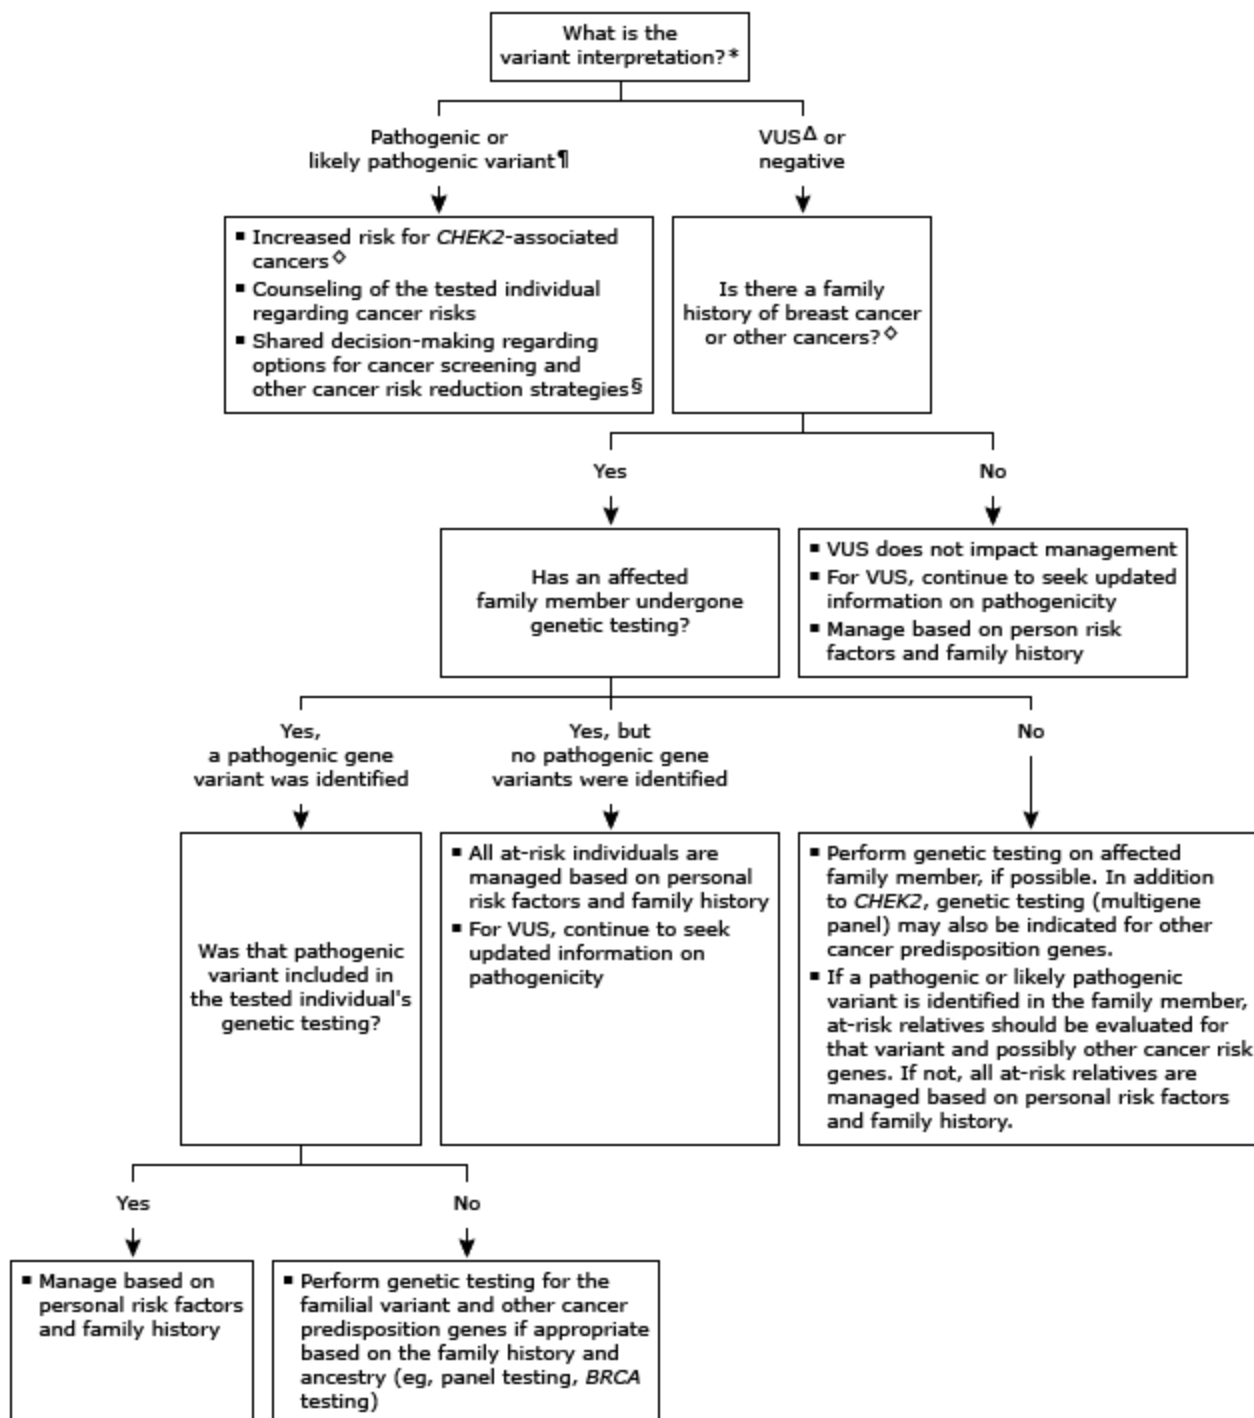 What is the
variant interpretation?*
Pathogenic or
likely pathogenic variant¶
VUSΔ or
negative
▪ Increased risk for CHEK2-associated
cancers◇
▪ Counseling of the tested individual
regarding cancer risks
▪ Shared decision-making regarding
options for cancer screening and
other cancer risk reduction strategies§
Is there a family
history of breast cancer
or other cancers?◇
Yes
No
Has an affected
family member undergone
genetic testing?
▪ VUS does not impact management
▪ For VUS, continue to seek updated
information on pathogenicity
▪ Manage based on person risk
factors and family history
Yes,
a pathogenic gene
variant was identified
Yes, but
no pathogenic gene
variants were identified
No
Was that pathogenic
variant included in
the tested individual's
genetic testing?
▪ All at-risk individuals are
managed based on personal
risk factors and family history
▪ For VUS, continue to seek
updated information on
pathogenicity
▪ Perform genetic testing on affected
family member, if possible. In addition
to CHEK2, genetic testing (multigene
panel) may also be indicated for other
cancer predisposition genes.
▪ If a pathogenic or likely pathogenic
variant is identified in the family member,
at-risk relatives should be evaluated for
that variant and possibly other cancer risk
genes. If not, all at-risk relatives are
managed based on personal risk factors
and family history.
Yes
No
▪ Manage based on
personal risk factors
and family history
▪ Perform genetic testing for the
familial variant and other cancer
predisposition genes if appropriate
based on the family history and
ancestry (eg, panel testing, BRCA
testing)